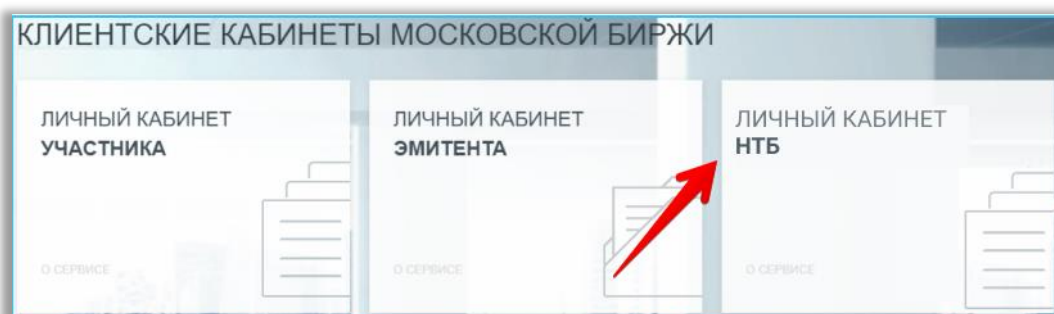 КЛИЕНТСКИЕ КАБИНЕТЫ МОСКОВСКОЙ БИРЖИ
ЛИЧНЫЙ КАБИНЕТ
УЧАСТНИКА
О СЕРВИСЕ
ЛИЧНЫЙ КАБИНЕТ
ЭМИТЕНТА
О СЕРВИСЕ
ЛИЧНЫЙ КАБИНЕТ
НТБ
О СЕРВИСЕ